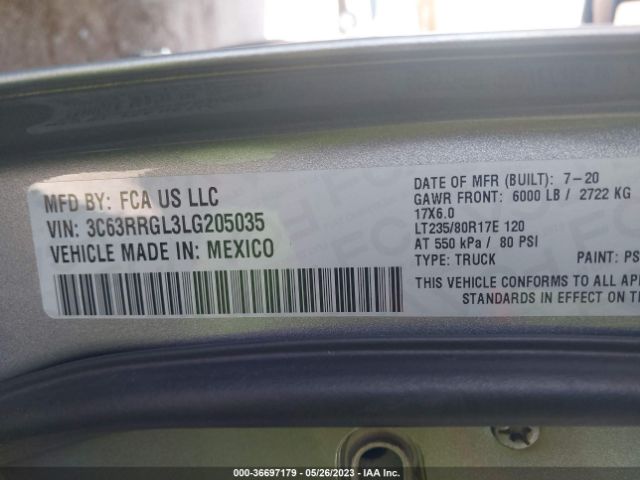 MFD BY: FCA US LLC
VIN: 3C63RRGL3LG205035
VEHICLE MADE IN: MEXICO
DATE OF MFR (BUILT): 7-20
GAWR FRONT: 6000 LB / 2722 KG
17X6.0
LT235/80R17E 120
AT 550 kPa / 80 PSI
TYPE: TRUCK PAINT: PS
THIS VEHICLE CONFORMS TO ALL AP
STANDARDS IN EFFECT ON T
000-36697179 - 05/26/2023 - IAA Inc.